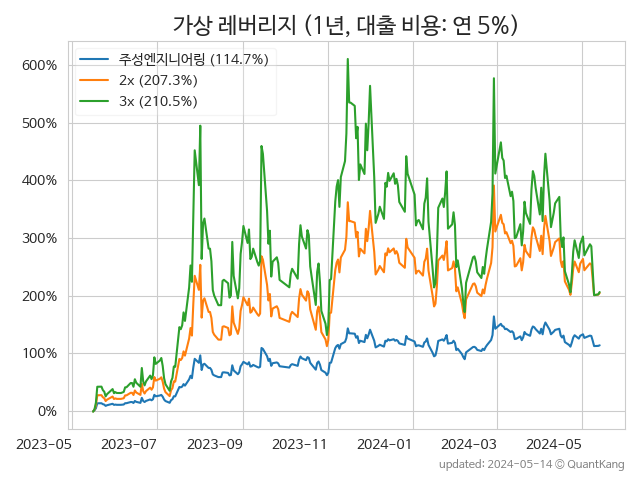 가상 레버리지 (1년, 대출 비용: 연 5%)
주성엔지니어링 (114.7%)
2x (207.3%)
3x (210.5%)
600%
500%
400%
300%
200%
100%
0%
2023-05 2023-07 2023-09 2023-11 2024-01 2024-03 2024-05
updated: 2024-05-14 © QuantKang